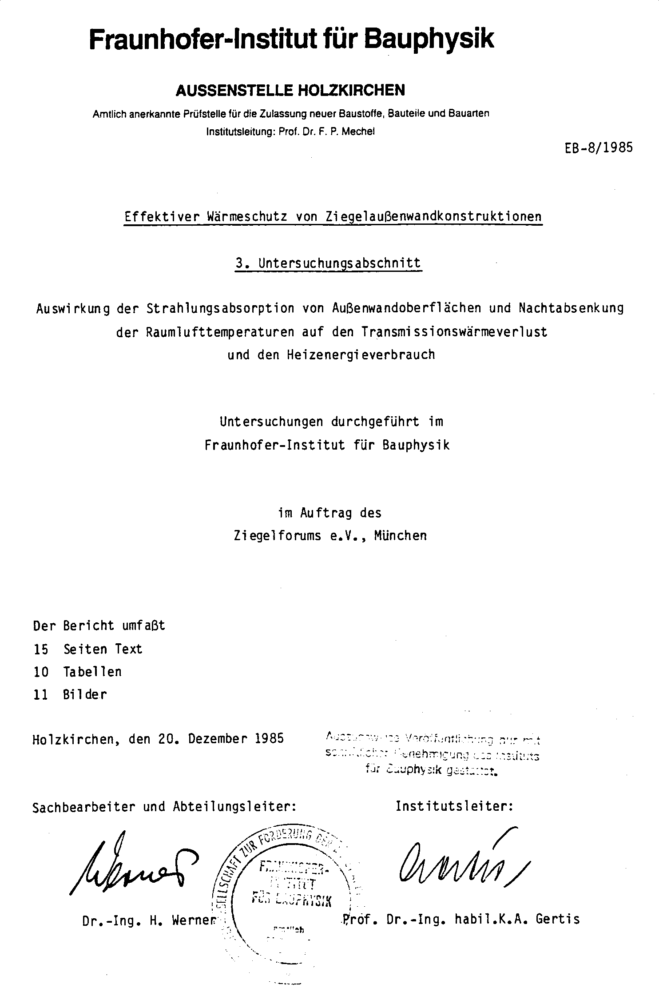 Fraunhofer-Institut für Bauphysik
AUSSENSTELLE HOLZKIRCHEN
Amtlich anerkannte Prüfstelle für die Zulassung neuer Baustoffe, Bauteile und Bauarten
Institutsleitung: Prof. Dr. F. P. Mechel
EB-8/1985
Effektiver Wärmeschutz von Ziegelaußenwandkonstruktionen
3. Untersuchungsabschnitt
Auswirkung der Strahlungsabsorption von Außenwandoberflächen und Nachtabsenkung
der Raumlufttemperaturen auf den Transmissionswärmeverlust
und den Heizenergieverbrauch
Untersuchungen durchgeführt im
Fraunhofer-Institut für Bauphysik
im Auftrag des
Ziegelforums e.V., München
Der Bericht umfaßt
15 Seiten Text
10 Tabellen
11 Bilder
Holzkirchen, den 20. Dezember 1985
Auszugsweise Veröffentlichung nur mit
schriftlicher Genehmigung des Instituts
für Bauphysik gestattet.
Sachbearbeiter und Abteilungsleiter:
Institutsleiter:
ZUR FÖRDERUNG DER
FRAUNHOFER-
INSTITUT
FÜR BAUPHYSIK
Dr.-Ing. H. Werner
Prof. Dr.-Ing. habil.K.A. Gertis